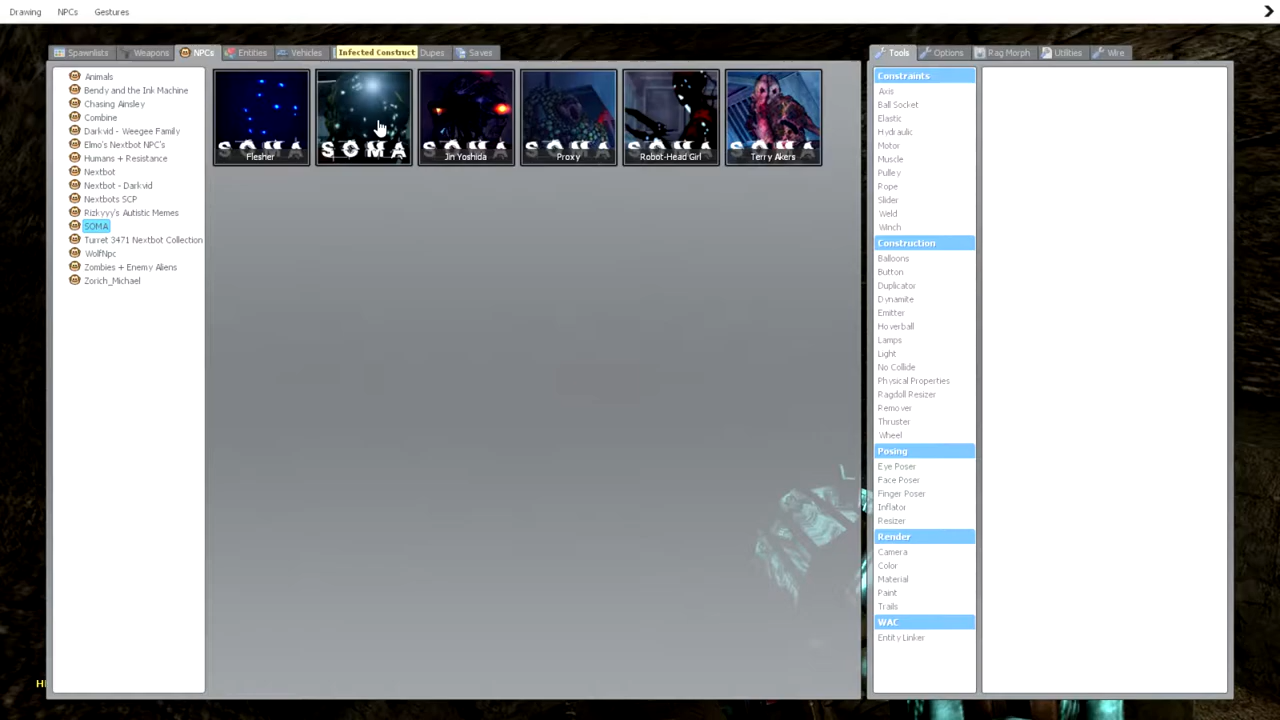 Drawing NPCs Gestures
Spawnlists Weapons NPCs Entities Vehicles Infected Construct Dupes Saves
Animals
Bendy and the Ink Machine
Chasing Ainsley
Combine
Darkvid - Weegee Family
Elmo's Nextbot NPC's
Humans + Resistance
Nextbot
Nextbot - Darkvid
Nextbots SCP
Rizkyyy's Autistic Memes
SOMA
Turret 3471 Nextbot Collection
WolfNpc
Zombies + Enemy Aliens
Zorich_Michael
SOMA SOMA SOMA SOMA SOMA SOMA
Flesher Jin Yoshida Proxy Robot-Head Girl Terry Akers
Tools Options Rag Morph Utilities Wire
Constraints
Axis
Ball Socket
Elastic
Hydraulic
Motor
Muscle
Pulley
Rope
Slider
Weld
Winch
Construction
Balloons
Button
Duplicator
Dynamite
Emitter
Hoverball
Lamps
Light
No Collide
Physical Properties
Ragdoll Resizer
Remover
Thruster
Wheel
Posing
Eye Poser
Face Poser
Finger Poser
Inflator
Resizer
Render
Camera
Color
Material
Paint
Trails
WAC
Entity Linker